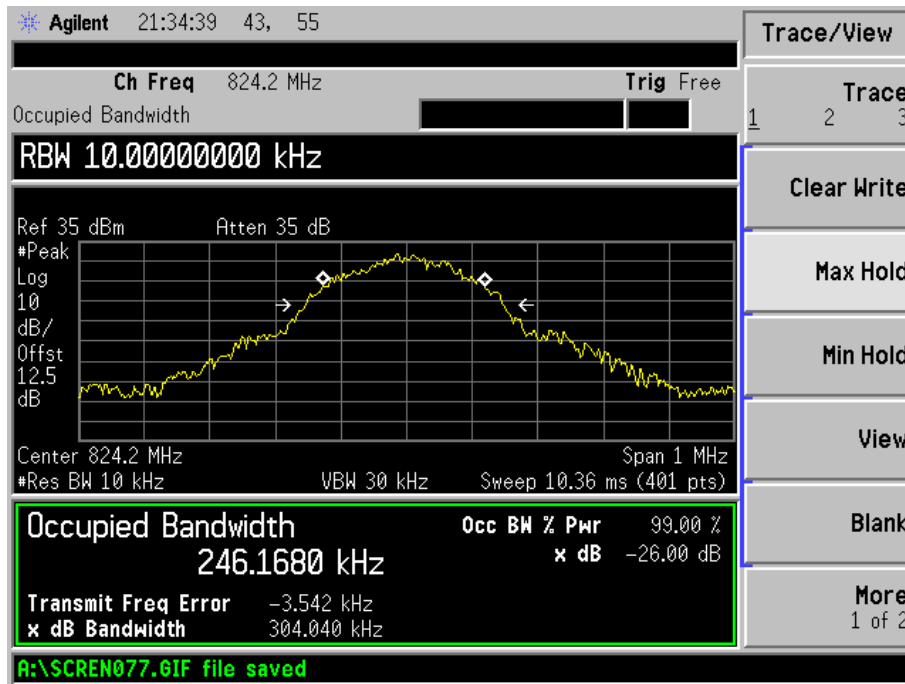 Agilent 21:34:39 43, 55
Trace/View
Ch Freq 824.2 MHz Trig Free
Occupied Bandwidth
Trace
1 2 3
RBW 10.00000000 kHz
Clear Write
Ref 35 dBm Atten 35 dB
#Peak
Log
10
dB/
Offst
12.5
dB
Max Hold
Min Hold
Center 824.2 MHz Span 1 MHz
#Res BW 10 kHz VBW 30 kHz Sweep 10.36 ms (401 pts)
View
Occupied Bandwidth
246.1680 kHz
Occ BW % Pwr 99.00 %
x dB -26.00 dB
Blank
Transmit Freq Error -3.542 kHz
x dB Bandwidth 304.040 kHz
More
1 of 2
A:\SCREN077.GIF file saved